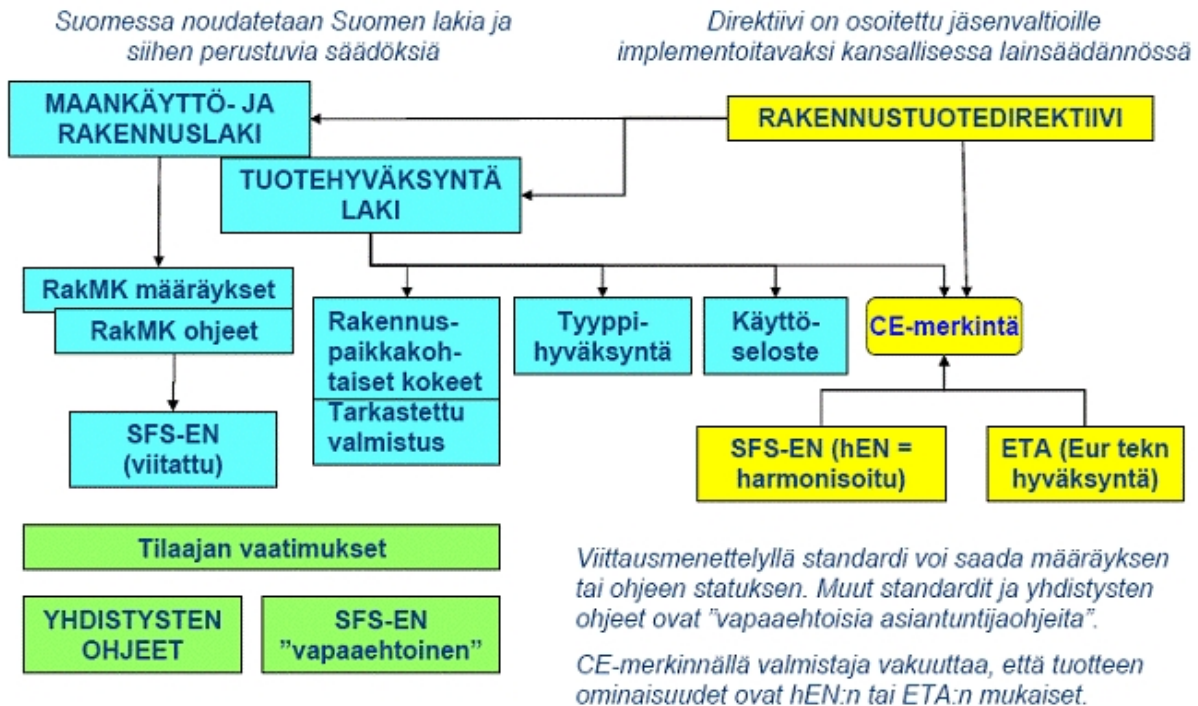 Suomessa noudatetaan Suomen lakia ja
siihen perustuvia säädöksiä
Direktiivi on osoitettu jäsenvaltioille
implementoitavaksi kansallisessa lainsäädännössä
MAANKÄYTTÖ- JA
RAKENNUSLAKI
RAKENNUSTUOTEDIREKTIIVI
TUOTEHYVÄKSYNTÄ
LAKI
RakMK määräykset
RakMK ohjeet
SFS-EN
(viitattu)
Rakennus-
paikkakoh-
taiset kokeet
Tarkastettu
valmistus
Tyyppi-
hyväksyntä
Käyttö-
seloste
CE-merkintä
SFS-EN (hEN =
harmonisoitu)
ETA (Eur tekn
hyväksyntä)
Tilaajan vaatimukset
YHDISTYSTEN
OHJEET
SFS-EN
"vapaaehtoinen"
Viittausmenettelyllä standardi voi saada määräyksen
tai ohjeen statuksen. Muut standardit ja yhdistysten
ohjeet ovat "vapaaehtoisia asiantuntijaohjeita".
CE-merkinnällä valmistaja vakuuttaa, että tuotteen
ominaisuudet ovat hEN:n tai ETA:n mukaiset.